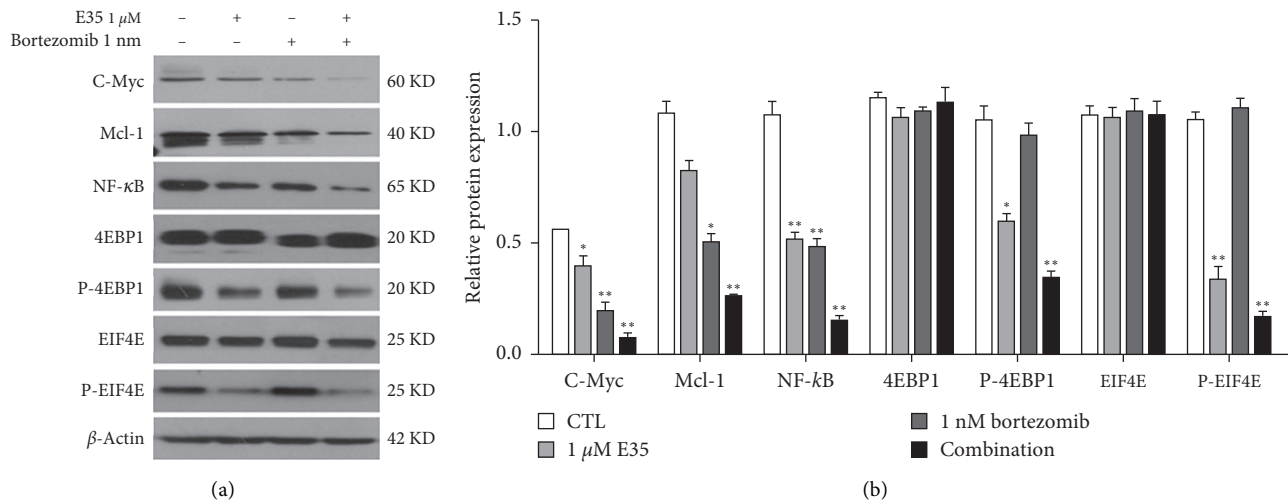 E35 1 μM – + – +
Bortezomib 1 nm – – + +
C-Myc 60 KD
Mcl-1 40 KD
NF-κB 65 KD
4EBP1 20 KD
P-4EBP1 20 KD
EIF4E 25 KD
P-EIF4E 25 KD
β-Actin 42 KD
(a)
Relative protein expression
1.5
1.0
0.5
0.0
* ** **
* **
** ** **
* **
** **
C-Myc Mcl-1 NF-kB 4EBP1 P-4EBP1 EIF4E P-EIF4E
CTL
1 μM E35
1 nM bortezomib
Combination
(b)